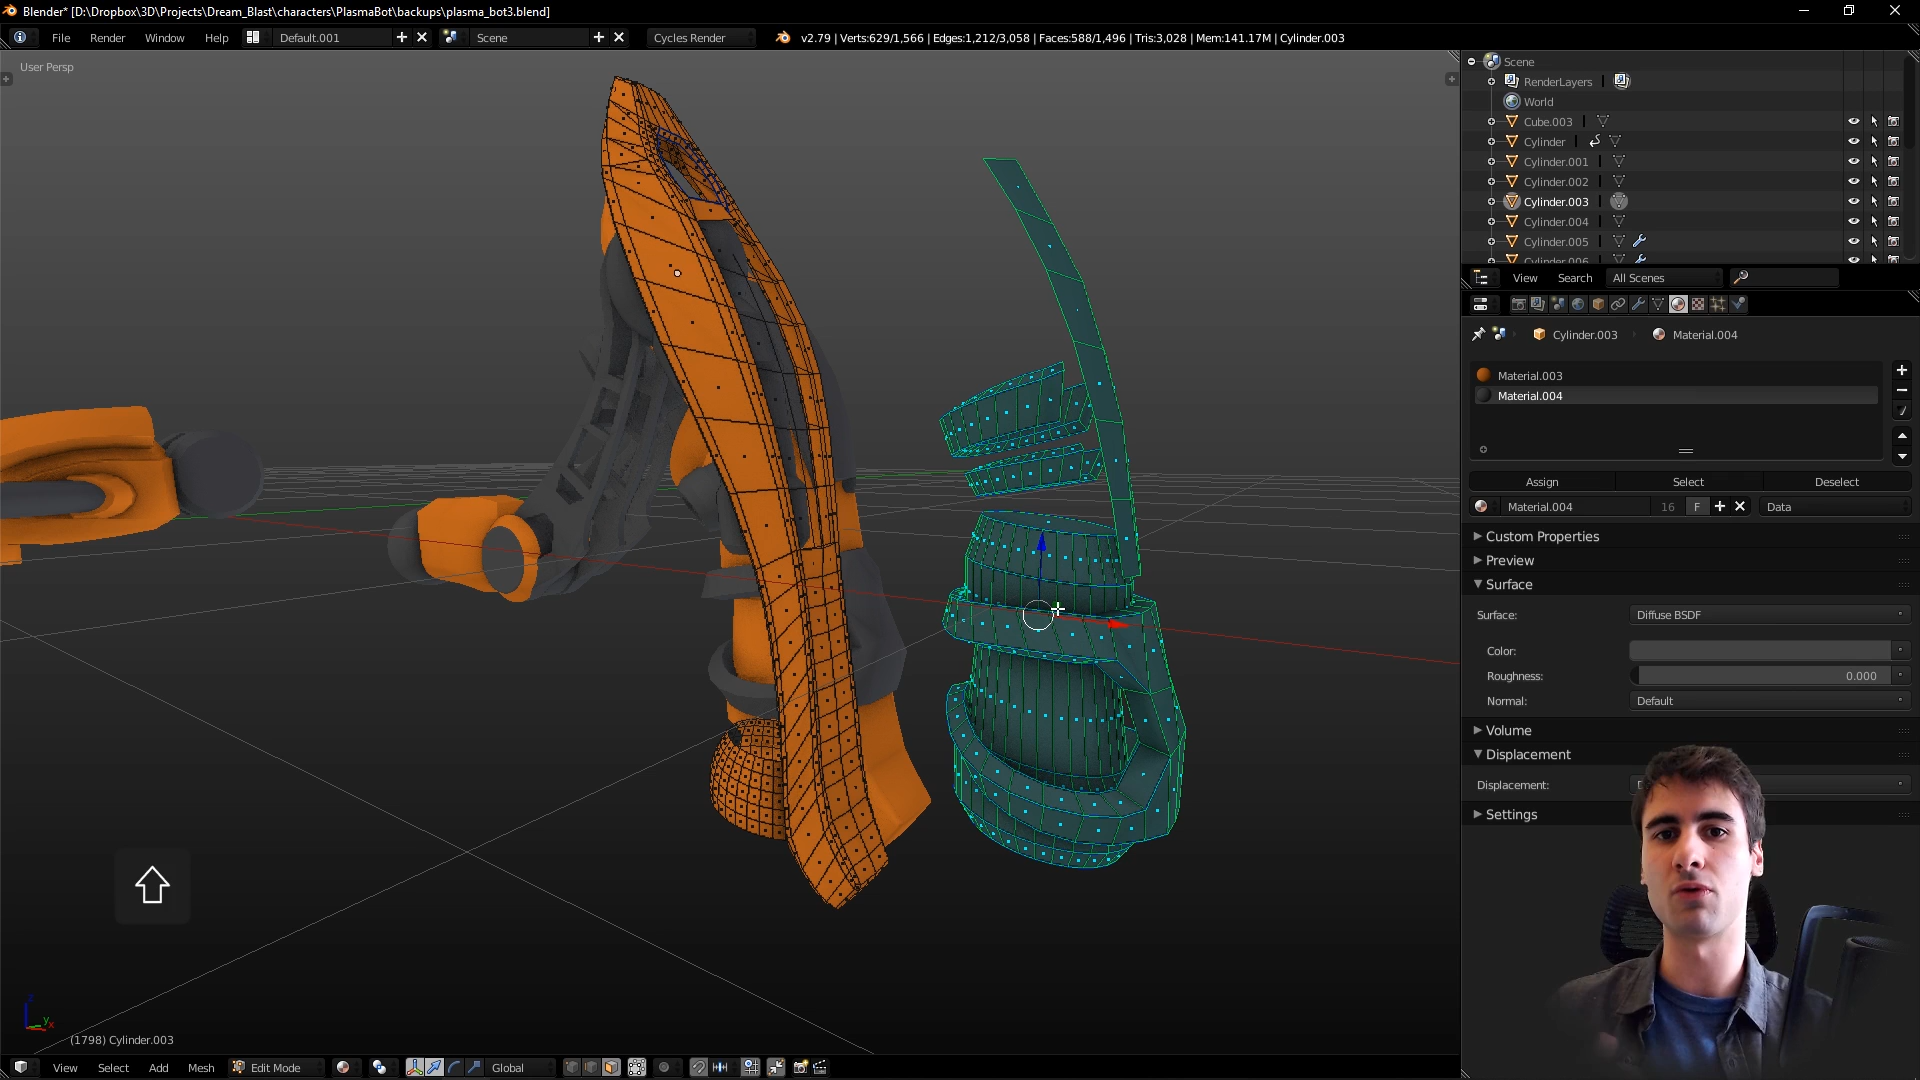 Blender* [D:\Dropbox\3D\Projects\Dream_Blast\characters\PlasmaBot\backups\plasma_bot3.blend]
File Render Window Help Default.001 Scene Cycles Render v2.79 | Verts:629/1,566 | Edges:1,212/3,058 | Faces:588/1,496 | Tris:3,028 | Mem:141.17M | Cylinder.003
User Persp
Scene
RenderLayers
World
Cube.003
Cylinder
Cylinder.001
Cylinder.002
Cylinder.003
Cylinder.004
Cylinder.005
Cylinder.006
View Search All Scenes
Cylinder.003 Material.004
Material.003
Material.004
Assign Select Deselect
Material.004 16 F Data
Custom Properties
Preview
Surface
Surface: Diffuse BSDF
Color:
Roughness: 0.000
Normal: Default
Volume
Displacement
Displacement:
Settings
z
y
x
(1798) Cylinder.003
View Select Add Mesh Edit Mode Global